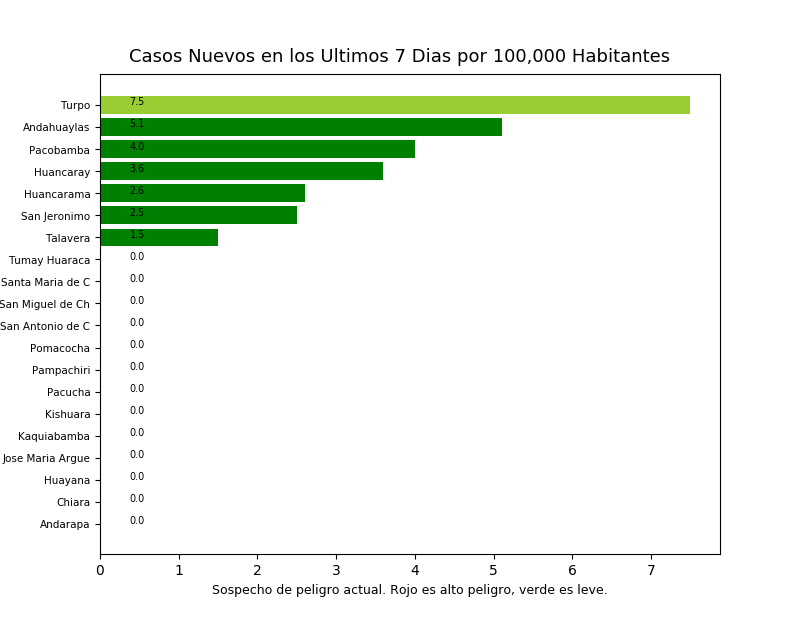 Casos Nuevos en los Ultimos 7 Dias por 100,000 Habitantes
Turpo 7.5
Andahuaylas 5.1
Pacobamba 4.0
Huancaray 3.6
Huancarama 2.6
San Jeronimo 2.5
Talavera 1.5
Tumay Huaraca 0.0
Santa Maria de C 0.0
San Miguel de Ch 0.0
San Antonio de C 0.0
Pomacocha 0.0
Pampachiri 0.0
Pacucha 0.0
Kishuara 0.0
Kaquiabamba 0.0
Jose Maria Argue 0.0
Huayana 0.0
Chiara 0.0
Andarapa 0.0
0 1 2 3 4 5 6 7
Sospecho de peligro actual. Rojo es alto peligro, verde es leve.